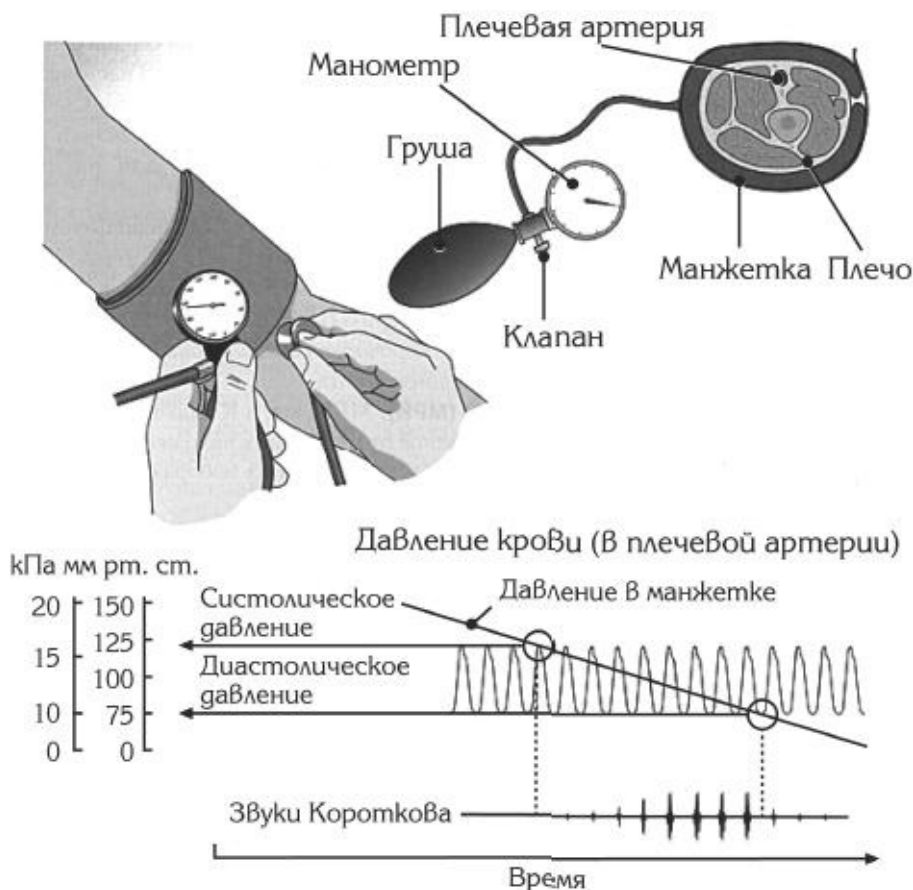 Плечевая артерия
Манометр
Груша
Манжетка Плечо
Клапан
Давление крови (в плечевой артерии)
кПа мм рт. ст.
20 150
Систолическое
давление
Давление в манжетке
125
15
100
Диастолическое
давление
10 75
0 0
Звуки Короткова
Время